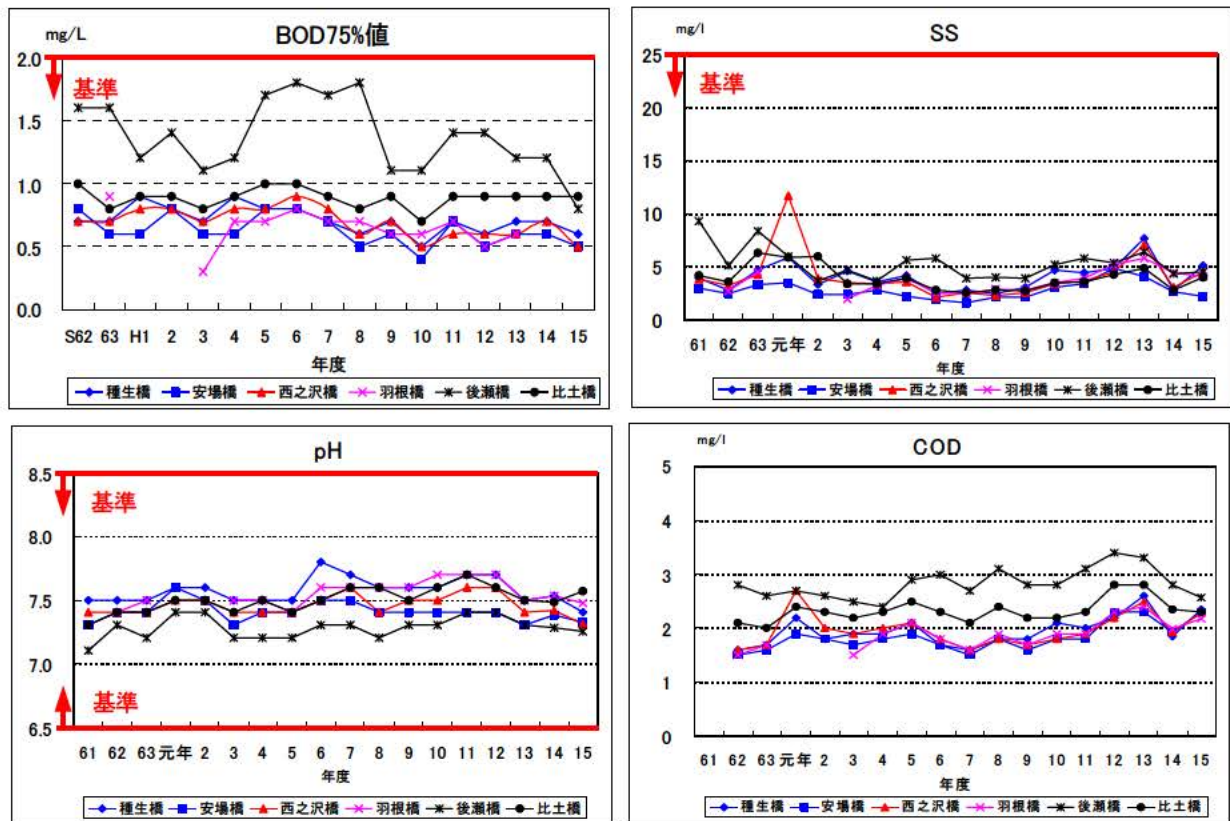 mg/L
BOD75%値
2.0
1.5
1.0
0.5
0.0
基準
S62 63 H1 2 3 4 5 6 7 8 9 10 11 12 13 14 15
年度
種生橋 安場橋 西之沢橋 羽根橋 後瀬橋 比土橋
mg/l
SS
25
20
15
10
5
0
基準
61 62 63 元年 2 3 4 5 6 7 8 9 10 11 12 13 14 15
年度
種生橋 安場橋 西之沢橋 羽根橋 後瀬橋 比土橋
pH
8.5
8.0
7.5
7.0
6.5
基準
基準
61 62 63 元年 2 3 4 5 6 7 8 9 10 11 12 13 14 15
年度
種生橋 安場橋 西之沢橋 羽根橋 後瀬橋 比土橋
mg/l
COD
5
4
3
2
1
0
61 62 63 元年 2 3 4 5 6 7 8 9 10 11 12 13 14 15
年度
種生橋 安場橋 西之沢橋 羽根橋 後瀬橋 比土橋